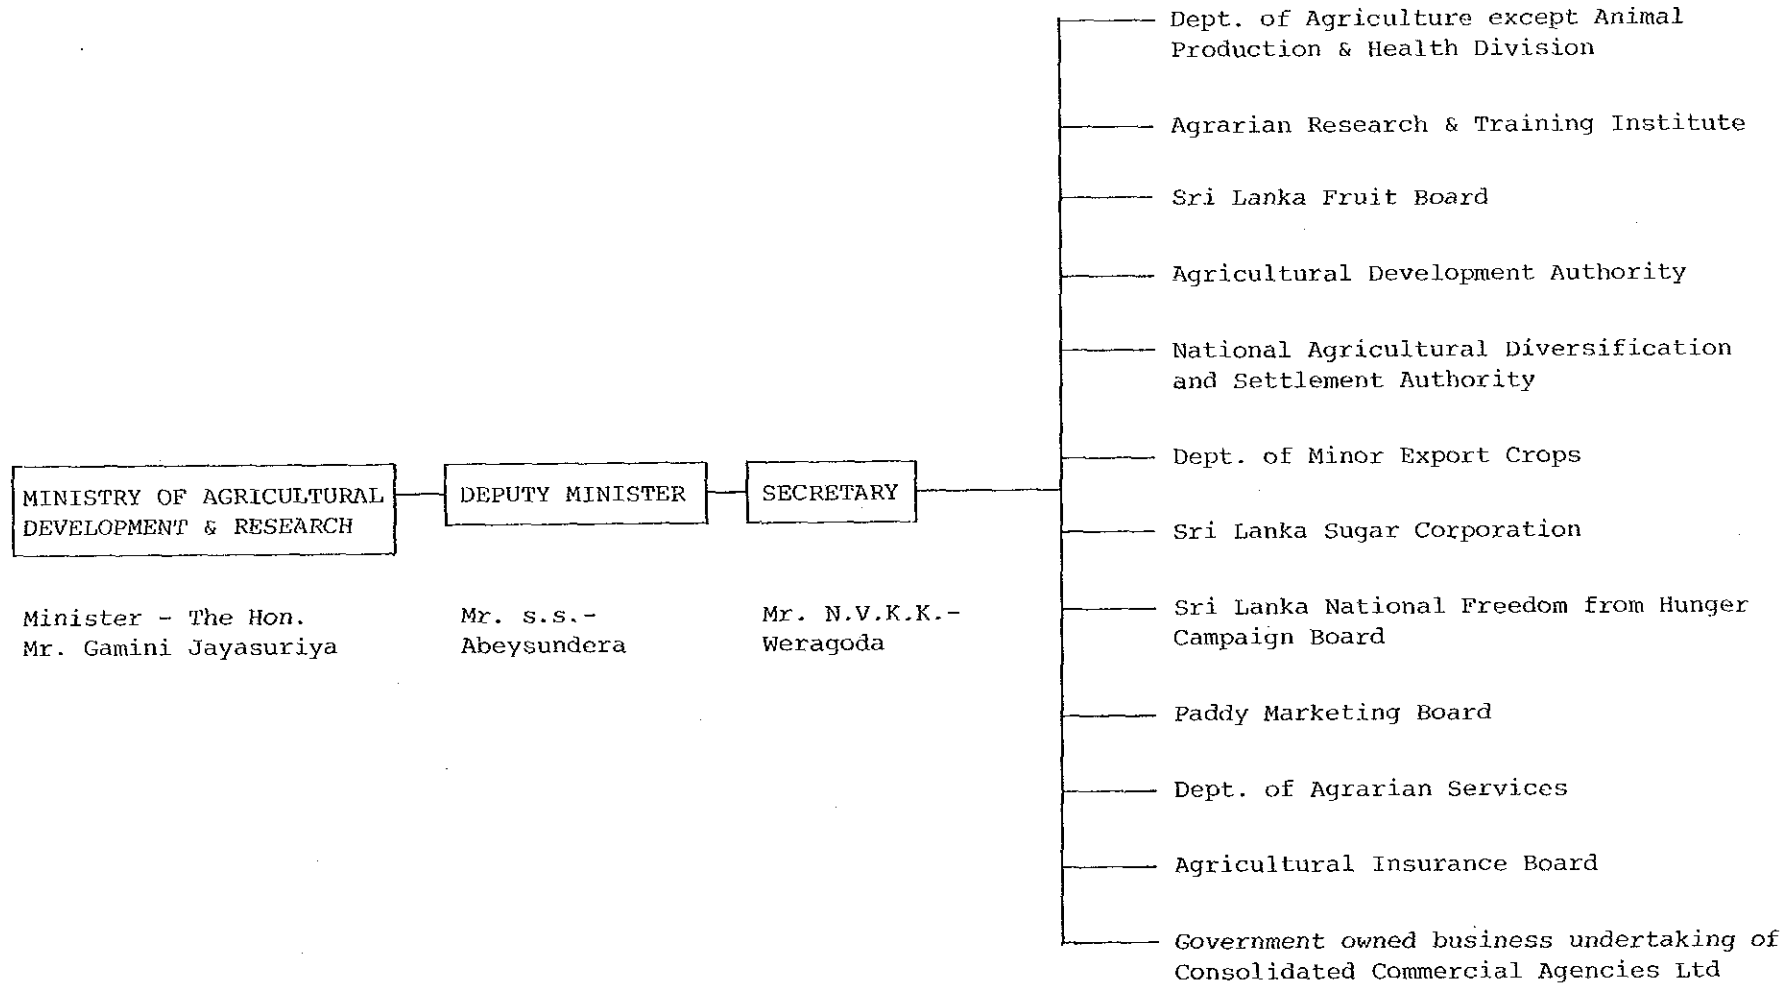 Dept. of Agriculture except Animal
Production & Health Division
Agrarian Research & Training Institute
Sri Lanka Fruit Board
Agricultural Development Authority
National Agricultural Diversification
and Settlement Authority
MINISTRY OF AGRICULTURAL
DEVELOPMENT & RESEARCH
DEPUTY MINISTER
SECRETARY
Minister - The Hon.
Mr. Gamini Jayasuriya
Mr. s.s.-
Abeysundera
Mr. N.V.K.K.-
Weragoda
Dept. of Minor Export Crops
Sri Lanka Sugar Corporation
Sri Lanka National Freedom from Hunger
Campaign Board
Paddy Marketing Board
Dept. of Agrarian Services
Agricultural Insurance Board
Government owned business undertaking of
Consolidated Commercial Agencies Ltd